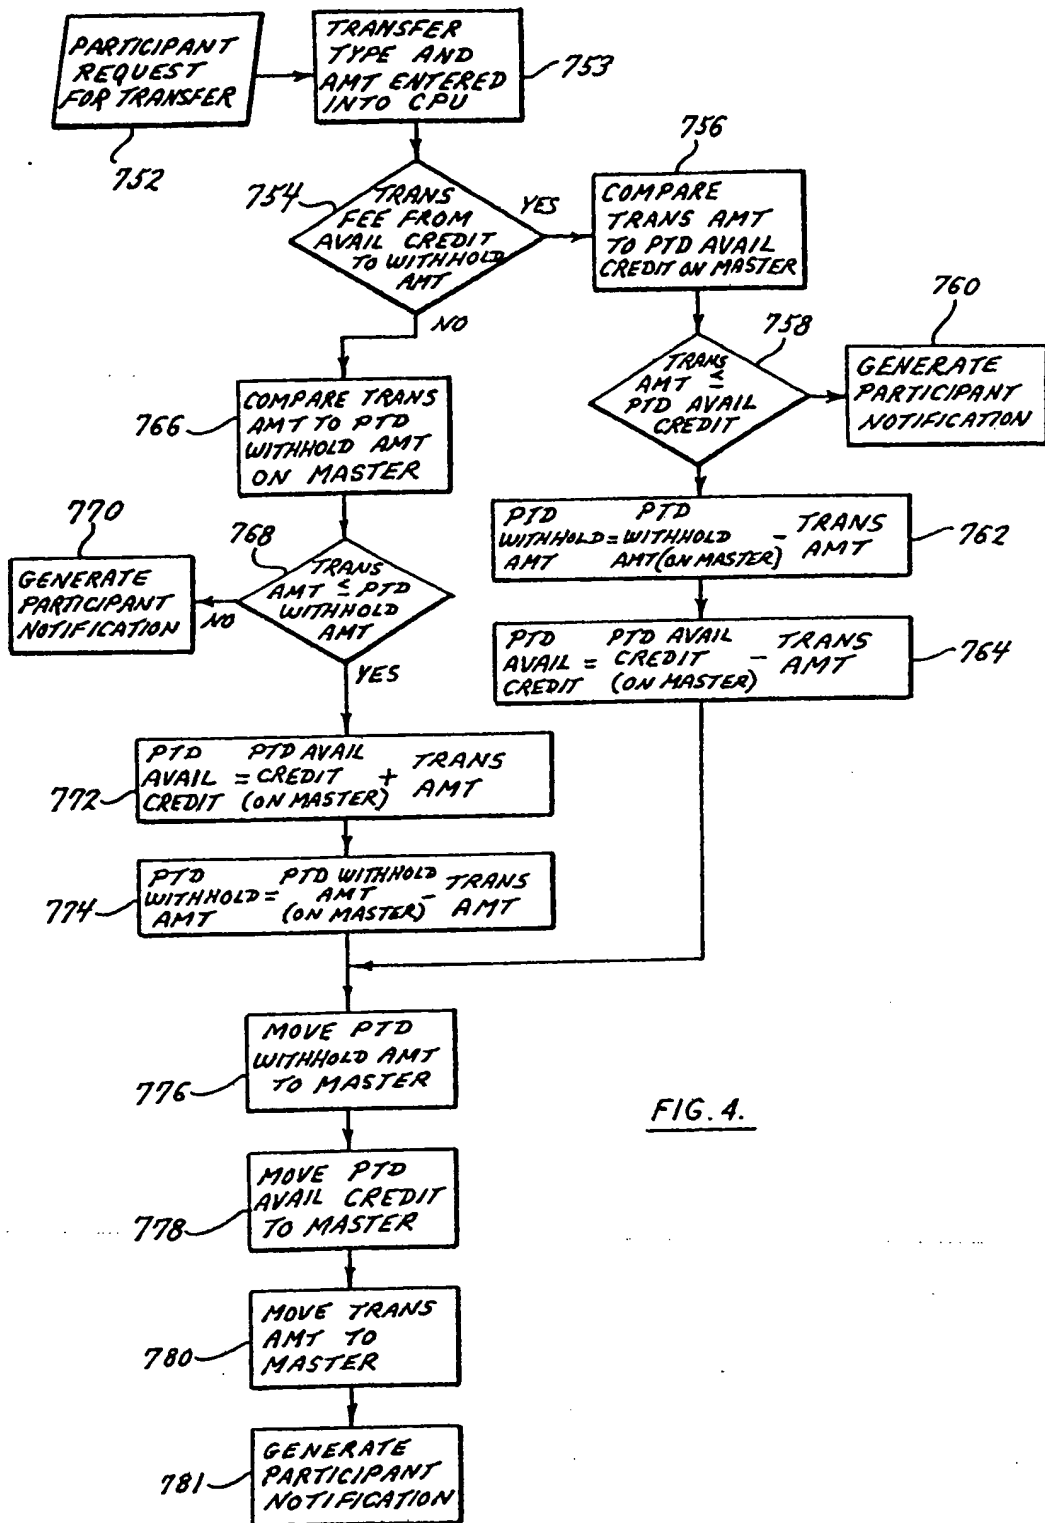 PARTICIPANT
REQUEST
FOR TRANSFER
752
TRANSFER
TYPE AND
AMT ENTERED
INTO CPU
753
754
TRANS
FEE FROM
AVAIL CREDIT
TO WITHHOLD
AMT
YES
NO
756
COMPARE
TRANS AMT
TO PTD AVAIL
CREDIT ON MASTER
758
TRANS
AMT ≤
PTD AVAIL
CREDIT
760
GENERATE
PARTICIPANT
NOTIFICATION
PTD PTD
WITHHOLD = WITHHOLD - TRANS
AMT AMT (ON MASTER) AMT
762
PTD PTD AVAIL
AVAIL = CREDIT - TRANS
CREDIT (ON MASTER) AMT
764
766
COMPARE TRANS
AMT TO PTD
WITHHOLD AMT
ON MASTER
768
TRANS
AMT ≤ PTD
WITHHOLD
AMT
NO
YES
770
GENERATE
PARTICIPANT
NOTIFICATION
772
PTD PTD AVAIL
AVAIL = CREDIT + TRANS
CREDIT (ON MASTER) AMT
774
PTD PTD WITHHOLD
WITHHOLD = AMT - TRANS
AMT (ON MASTER) AMT
776
MOVE PTD
WITHHOLD AMT
TO MASTER
778
MOVE PTD
AVAIL CREDIT
TO MASTER
780
MOVE TRANS
AMT TO
MASTER
781
GENERATE
PARTICIPANT
NOTIFICATION
FIG. 4.